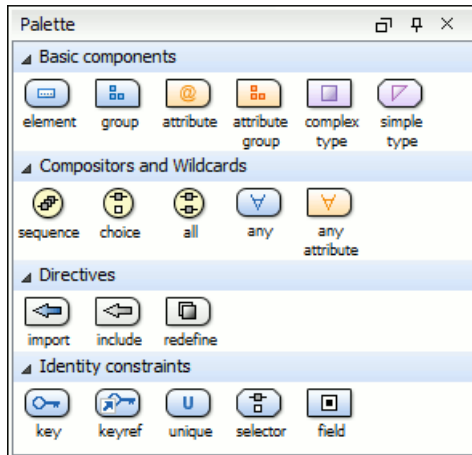 Palette
Basic components
element group attribute attribute group complex type simple type
Compositors and Wildcards
sequence choice all any any attribute
Directives
import include redefine
Identity constraints
key keyref unique selector field